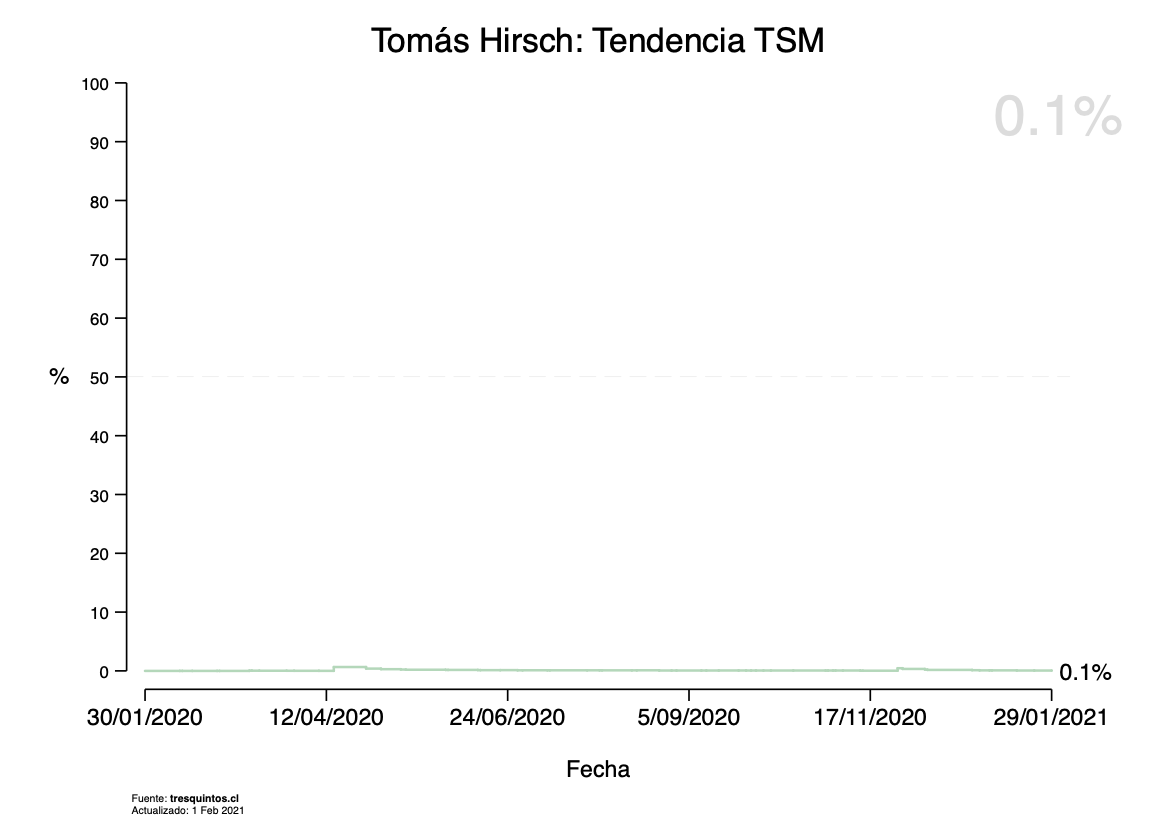 Tomás Hirsch: Tendencia TSM
0.1%
100
90
80
70
60
% 50
40
30
20
10
0
0.1%
30/01/2020 12/04/2020 24/06/2020 5/09/2020 17/11/2020 29/01/2021
Fecha
Fuente: tresquintos.cl
Actualizado: 1 Feb 2021